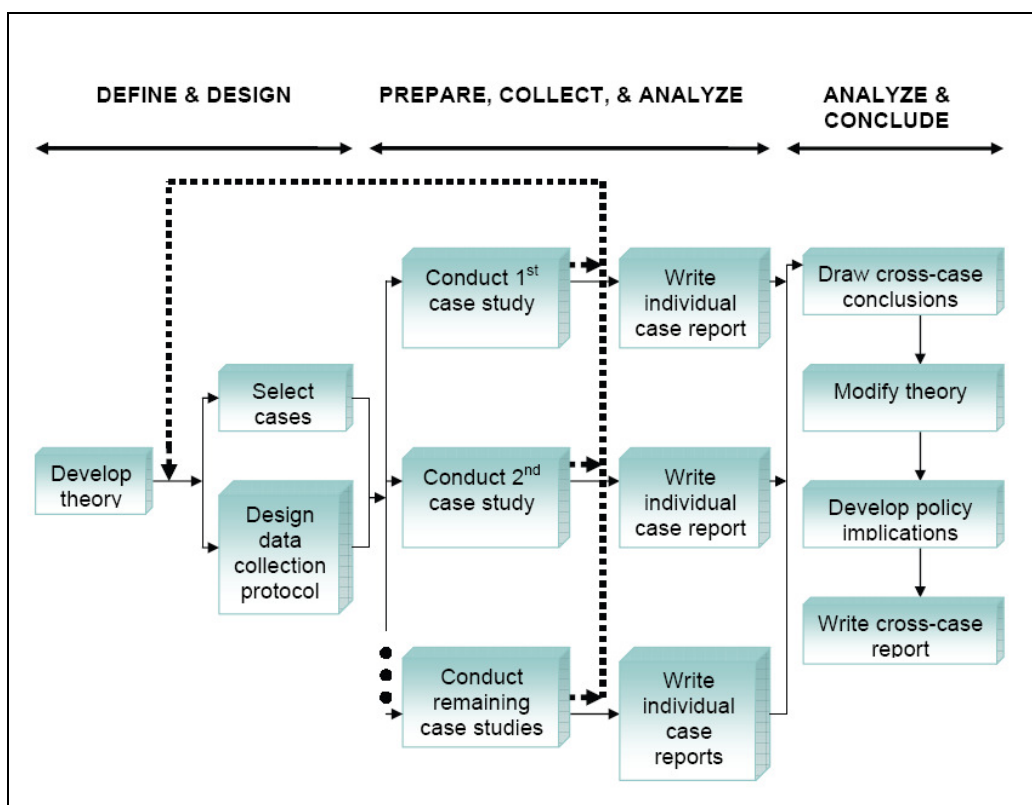 DEFINE & DESIGN
PREPARE, COLLECT, & ANALYZE
ANALYZE &
CONCLUDE
Conduct 1st
case study
Write
individual
case report
Draw cross-case
conclusions
Select
cases
Modify theory
Develop
theory
Design
data
collection
protocol
Conduct 2nd
case study
Write
individual
case report
Develop policy
implications
Write cross-case
report
Conduct
remaining
case studies
Write
individual
case
reports